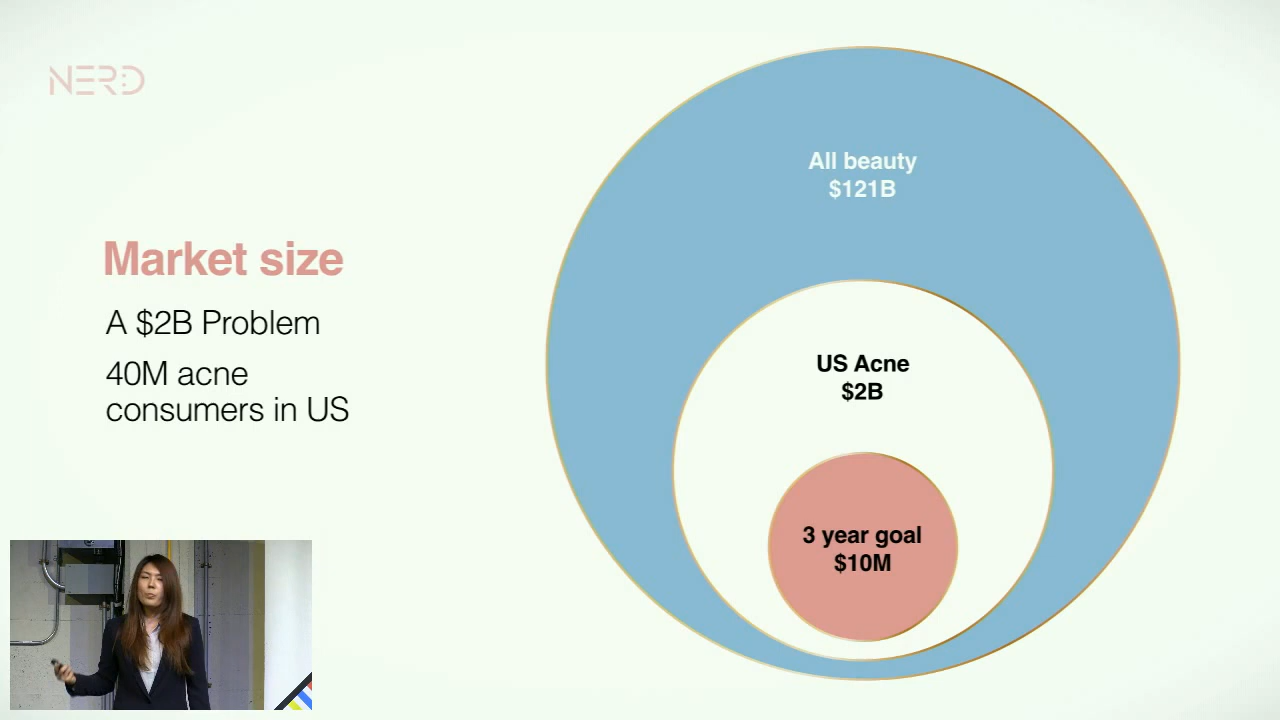 NERD
Market size
A $2B Problem
40M acne
consumers in US
All beauty
$121B
US Acne
$2B
3 year goal
$10M